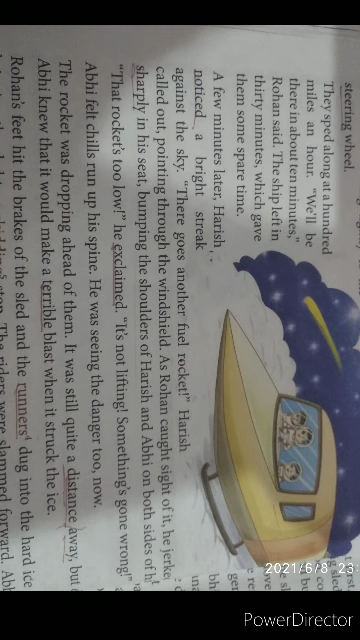 steering wheel.
They sped along at a hundred
miles an hour. "We'll be
there in about ten minutes,"
Rohan said. The ship left in
thirty minutes, which gave
them some spare time.
A few minutes later, Harish
noticed a bright streak
against the sky. "There goes another fuel rocket!" Harish
called out, pointing through the windshield. As Rohan caught sight of it, he jerke
sharply in his seat, bumping the shoulders of Harish and Abhi on both sides of h
"That rocket's too low!" he exclaimed. "It's not lifting! Something's gone wrong!"
Abhi felt chills run up his spine. He was seeing the danger too, now.
The rocket was dropping ahead of them. It was still quite a distance away, but
Abhi knew that it would make a terrible blast when it struck the ice.
Rohan's feet hit the brakes of the sled and the runners⁴ dug into the hard ice
stop. The riders were slammed forward. Abh
2021/6/8 23:
PowerDirector